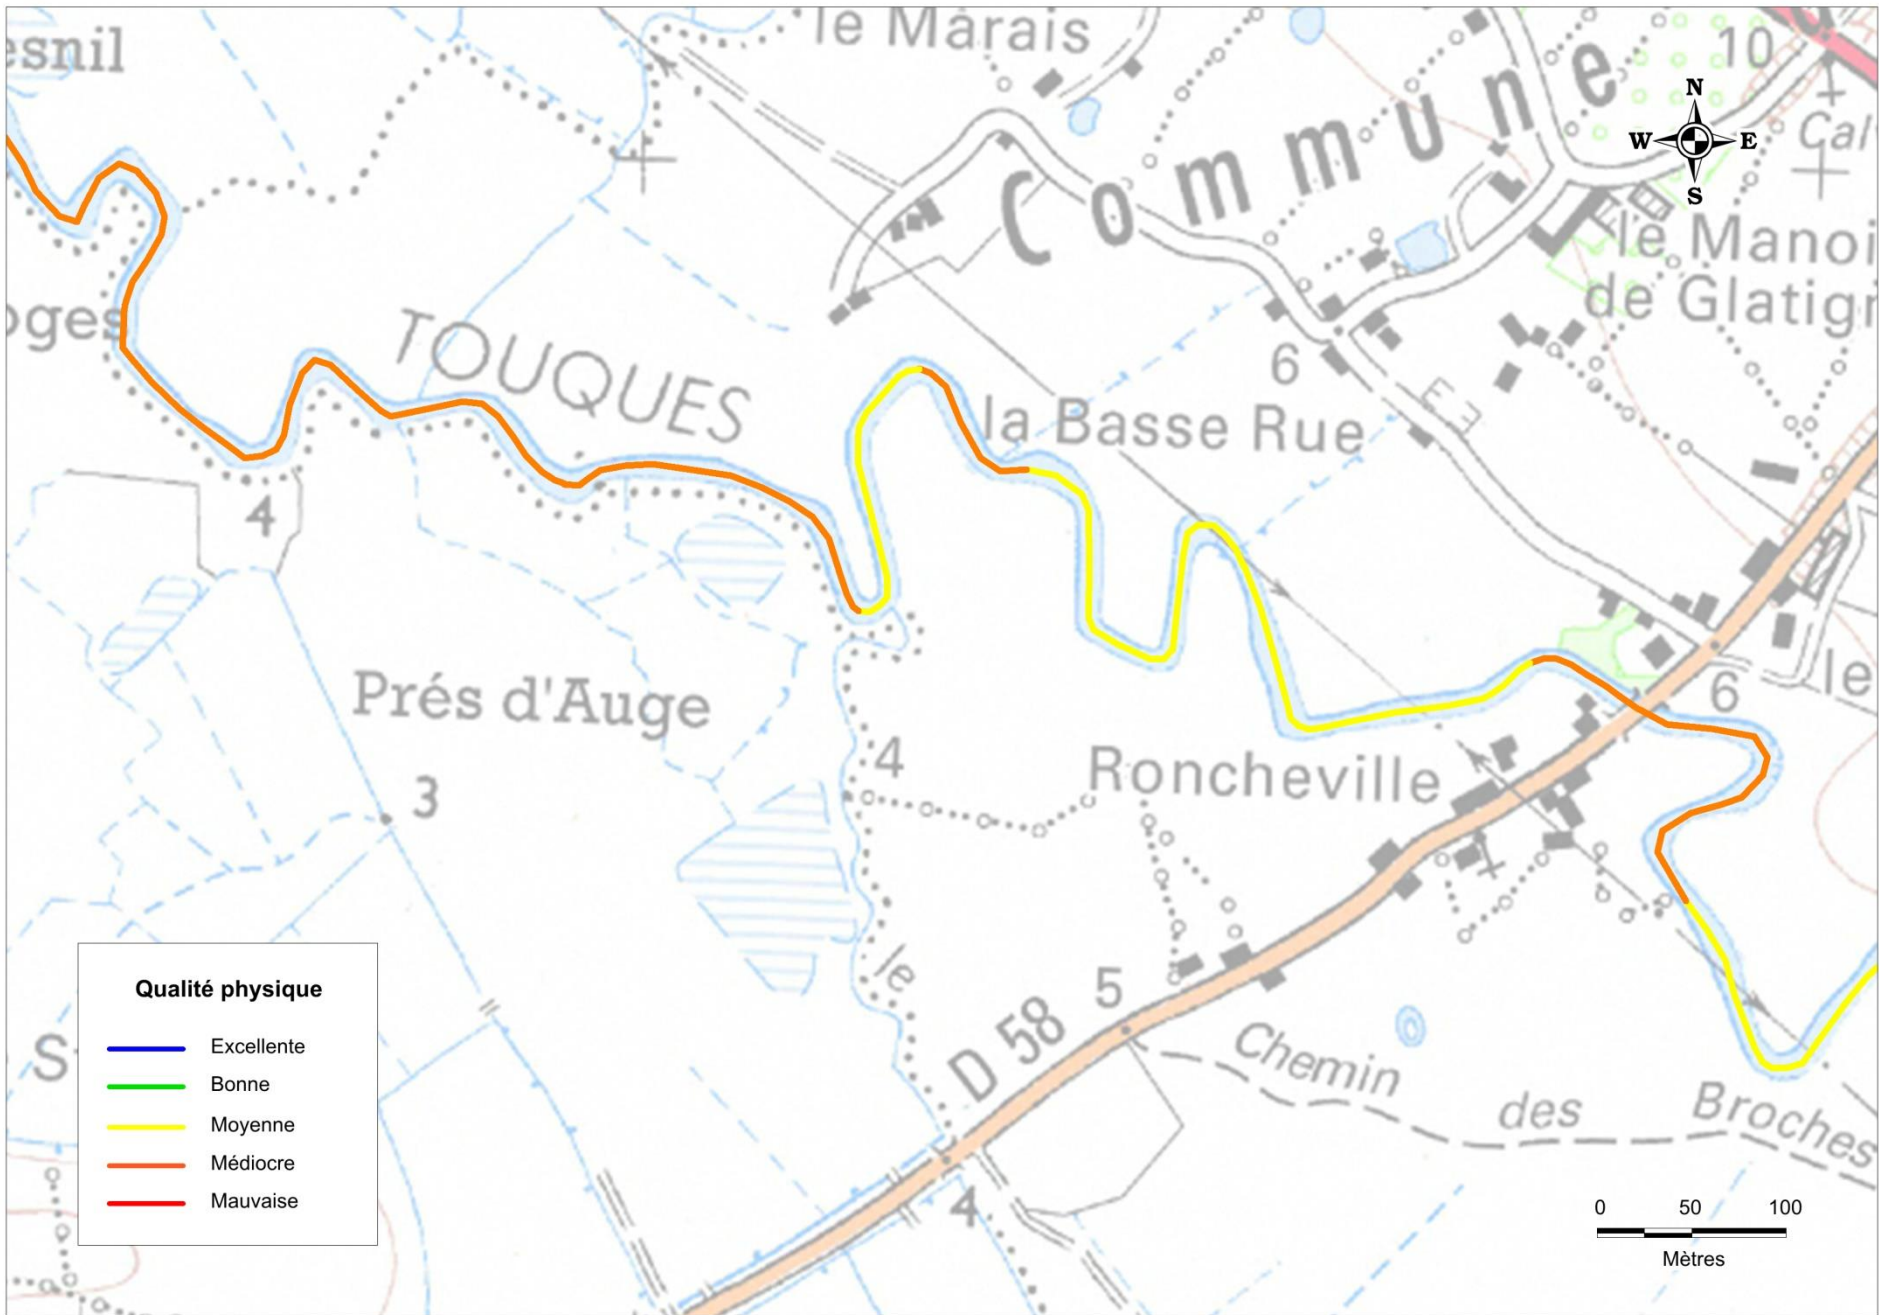 le Marais
esnil
10
N
W E
S
Cal
Commune
le Manoi
de Glatig
oges
TOUQUES
6
la Basse Rue
4
Prés d'Auge
6
le
4
Roncheville
3
le
5
D 58
Chemin
des
Broches
4
S
Qualité physique
Excellente
Bonne
Moyenne
Médiocre
Mauvaise
0 50 100
Mètres